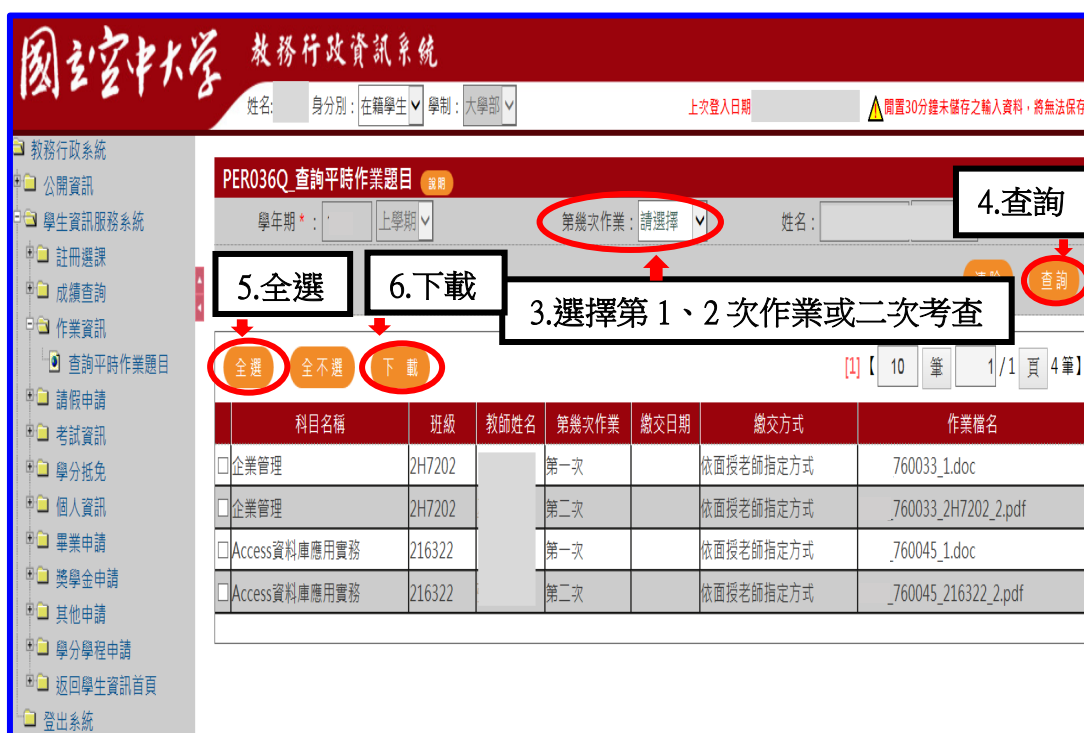 國立空中大學 教務行政資訊系統
姓名: 身分別：在籍學生 學制：大學部 上次登入日期 閒置30分鐘未儲存之輸入資料，將無法保存
教務行政系統
公開資訊
學生資訊服務系統
註冊選課
成績查詢
作業資訊
查詢平時作業題目
請假申請
考試資訊
學分抵免
個人資訊
畢業申請
獎學金申請
其他申請
學分學程申請
返回學生資訊首頁
登出系統
PER036Q_查詢平時作業題目 說明
學年期*： 上學期 第幾次作業：請選擇 姓名：
4.查詢
查詢
5.全選 6.下載
3.選擇第 1、2 次作業或二次考查
全選 全不選 下載 [1]【 10 筆 1/1 頁 4筆】
科目名稱 班級 教師姓名 第幾次作業 繳交日期 繳交方式 作業檔名
企業管理 2H7202 第一次 依面授老師指定方式 760033_1.doc
企業管理 2H7202 第二次 依面授老師指定方式 _760033_2H7202_2.pdf
Access資料庫應用實務 216322 第一次 依面授老師指定方式 _760045_1.doc
Access資料庫應用實務 216322 第二次 依面授老師指定方式 _760045_216322_2.pdf